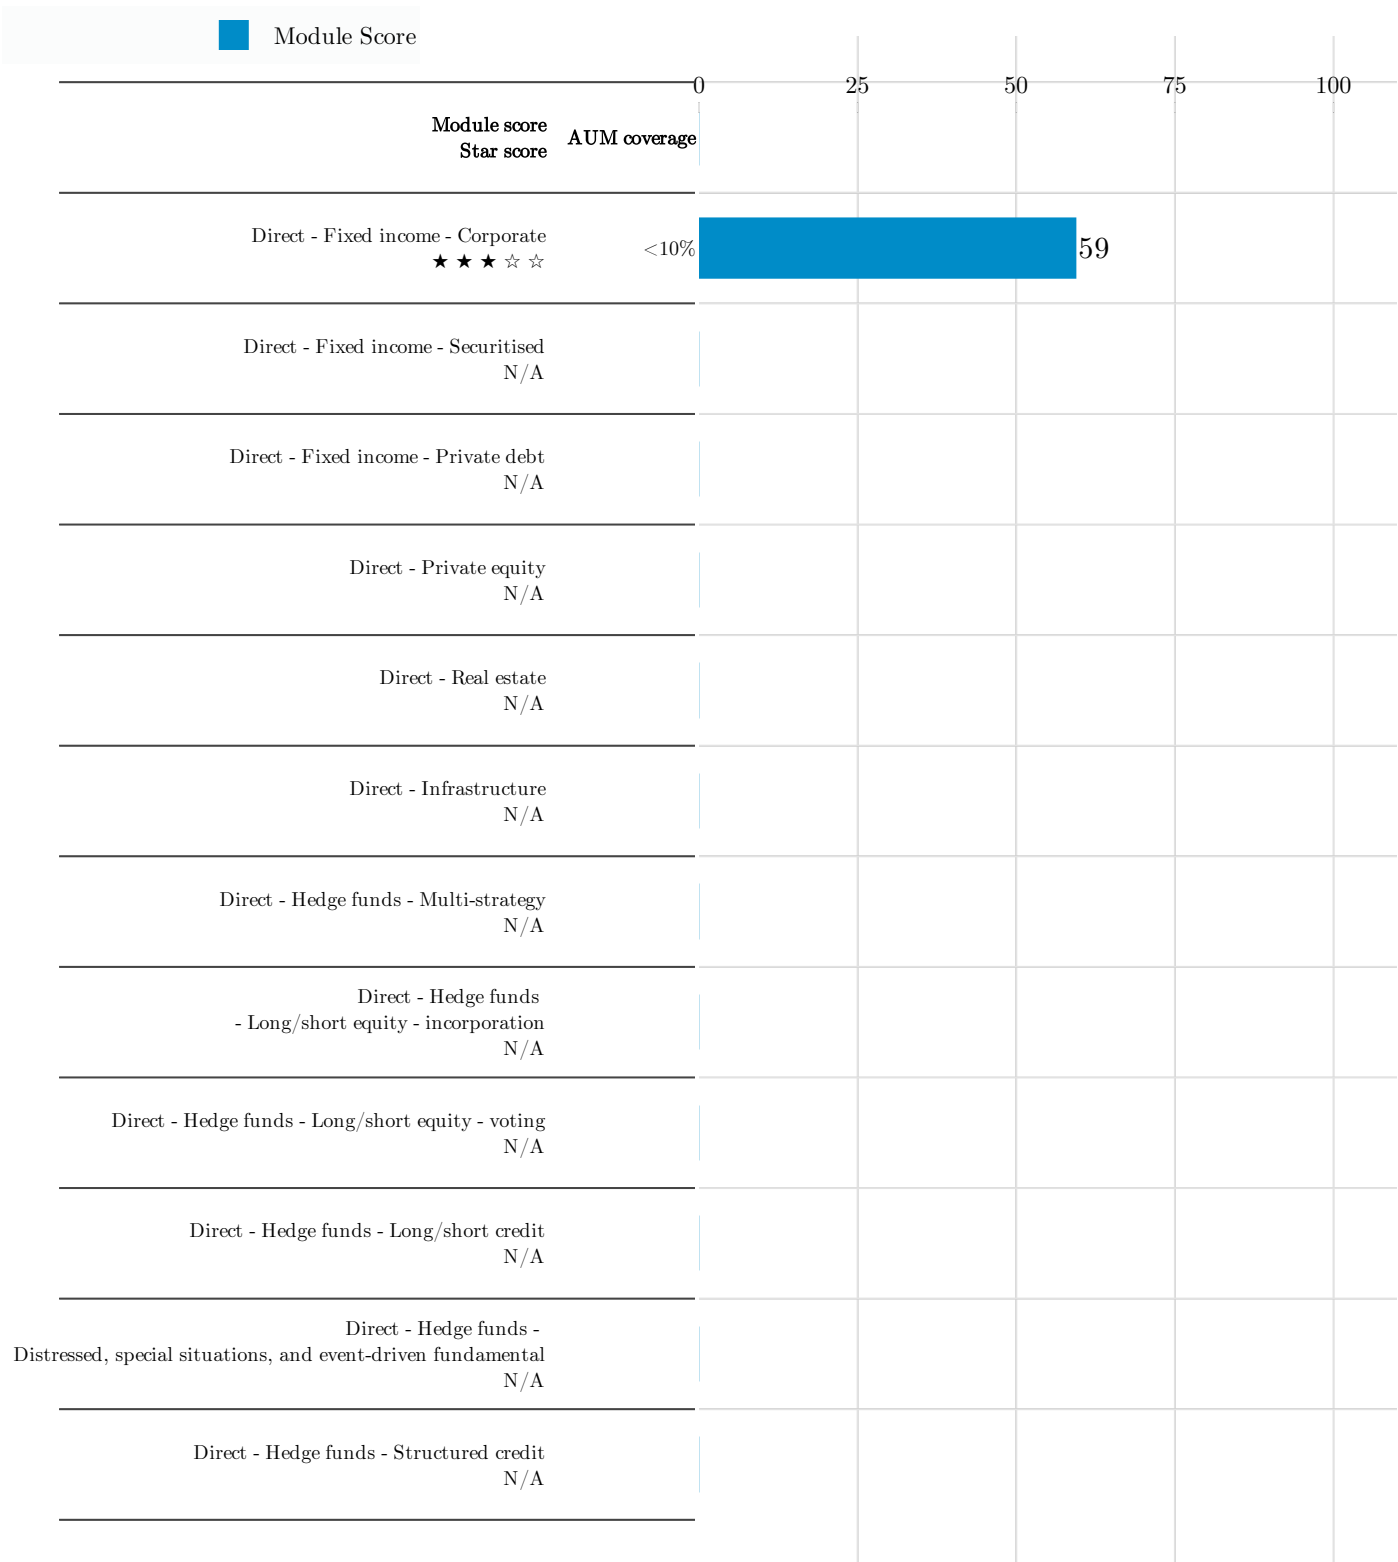 Module Score
0 25 50 75 100
Module score
Star score
AUM coverage
Direct - Fixed income - Corporate
★ ★ ★ ☆ ☆
<10%
59
Direct - Fixed income - Securitised
N/A
Direct - Fixed income - Private debt
N/A
Direct - Private equity
N/A
Direct - Real estate
N/A
Direct - Infrastructure
N/A
Direct - Hedge funds - Multi-strategy
N/A
Direct - Hedge funds
- Long/short equity - incorporation
N/A
Direct - Hedge funds - Long/short equity - voting
N/A
Direct - Hedge funds - Long/short credit
N/A
Direct - Hedge funds -
Distressed, special situations, and event-driven fundamental
N/A
Direct - Hedge funds - Structured credit
N/A